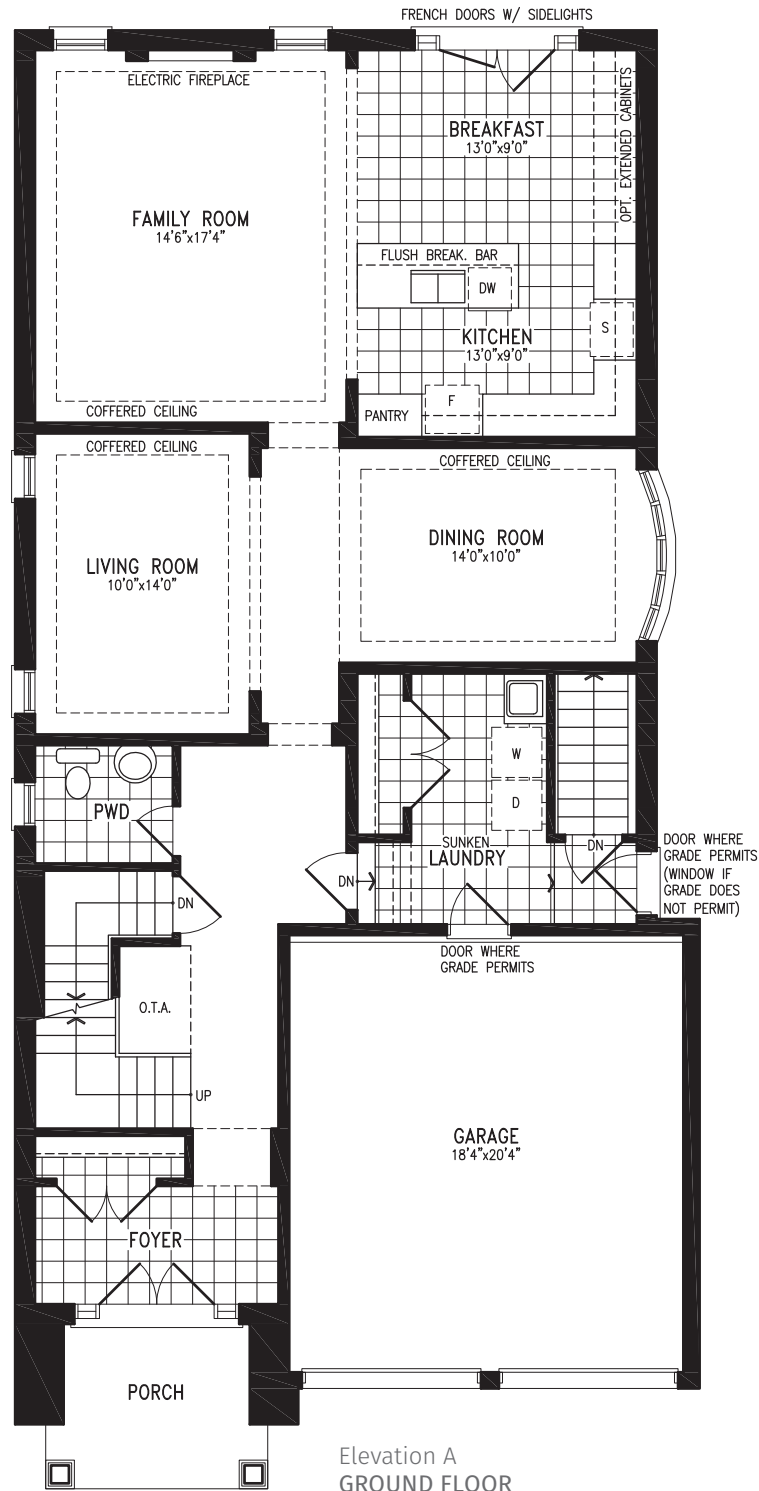 FRENCH DOORS W/ SIDELIGHTS
ELECTRIC FIREPLACE
OPT. EXTENDED CABINETS
BREAKFAST
13'0"x9'0"
FAMILY ROOM
14'6"x17'4"
FLUSH BREAK. BAR
DW
KITCHEN
13'0"x9'0"
S
F
PANTRY
COFFERED CEILING
COFFERED CEILING
COFFERED CEILING
LIVING ROOM
10'0"x14'0"
DINING ROOM
14'0"x10'0"
W
D
PWD
SUNKEN
LAUNDRY
DN
DN
DN
DOOR WHERE
GRADE PERMITS
(WINDOW IF
GRADE DOES
NOT PERMIT)
DOOR WHERE
GRADE PERMITS
O.T.A.
UP
GARAGE
18'4"x20'4"
FOYER
PORCH
Elevation A
GROUND FLOOR